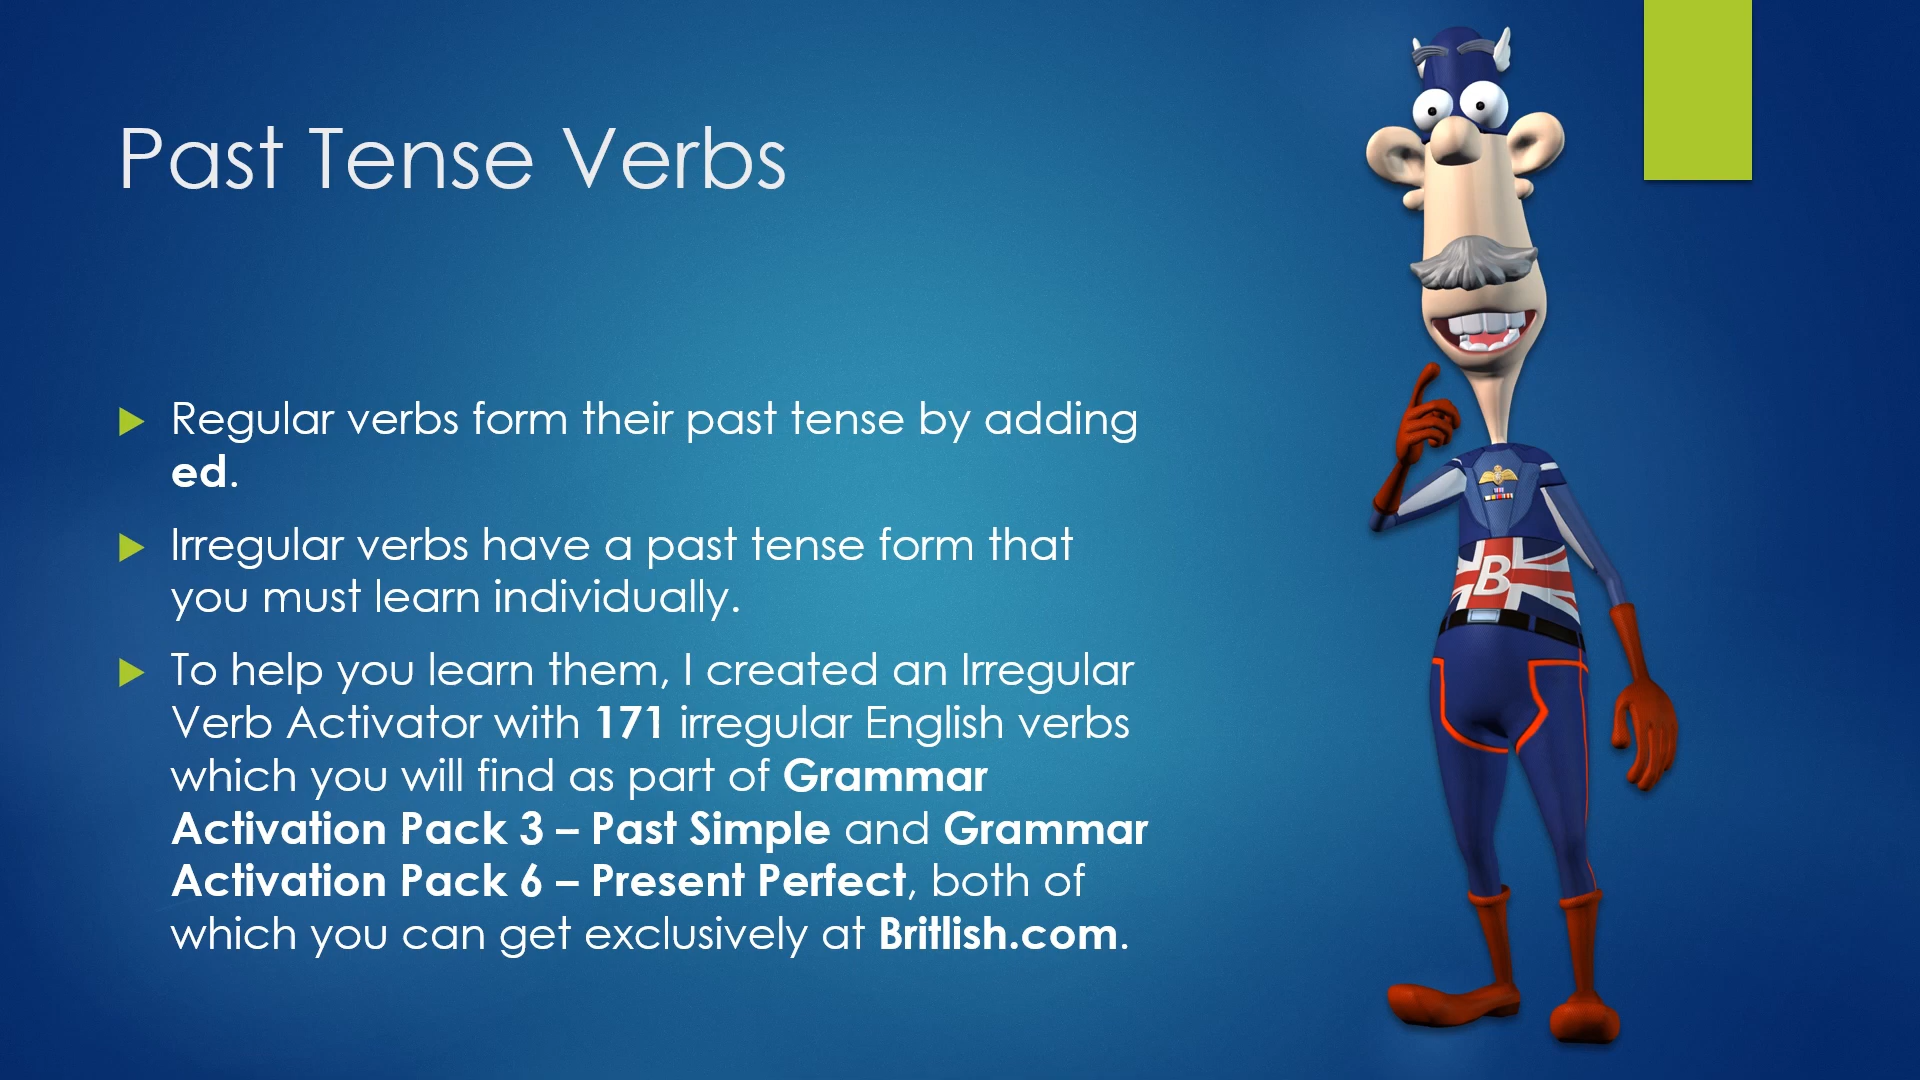 Past Tense Verbs
Regular verbs form their past tense by adding
ed.
Irregular verbs have a past tense form that
you must learn individually.
To help you learn them, I created an Irregular
Verb Activator with 171 irregular English verbs
which you will find as part of Grammar
Activation Pack 3 – Past Simple and Grammar
Activation Pack 6 – Present Perfect, both of
which you can get exclusively at Britlish.com.
B